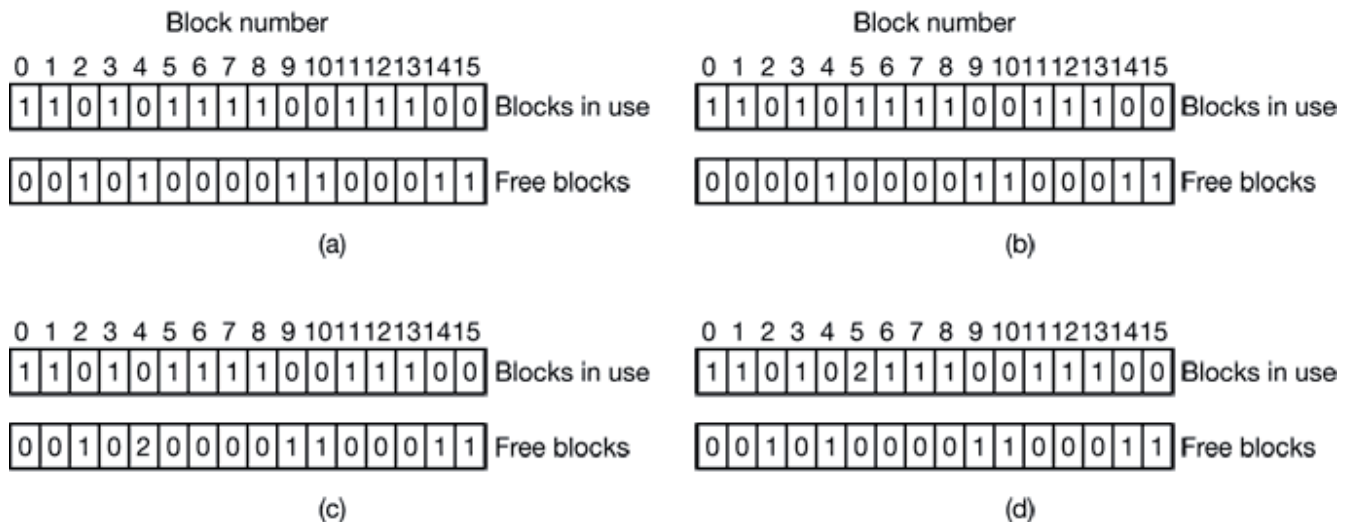 Block number
0 1 2 3 4 5 6 7 8 9 10 11 12 13 14 15
1 1 0 1 0 1 1 1 1 0 0 1 1 1 0 0 Blocks in use
0 0 1 0 1 0 0 0 0 1 1 0 0 0 1 1 Free blocks
(a)
Block number
0 1 2 3 4 5 6 7 8 9 10 11 12 13 14 15
1 1 0 1 0 1 1 1 1 0 0 1 1 1 0 0 Blocks in use
0 0 0 0 1 0 0 0 0 1 1 0 0 0 1 1 Free blocks
(b)
0 1 2 3 4 5 6 7 8 9 10 11 12 13 14 15
1 1 0 1 0 1 1 1 1 0 0 1 1 1 0 0 Blocks in use
0 0 1 0 2 0 0 0 0 1 1 0 0 0 1 1 Free blocks
(c)
0 1 2 3 4 5 6 7 8 9 10 11 12 13 14 15
1 1 0 1 0 2 1 1 1 0 0 1 1 1 0 0 Blocks in use
0 0 1 0 1 0 0 0 0 1 1 0 0 0 1 1 Free blocks
(d)